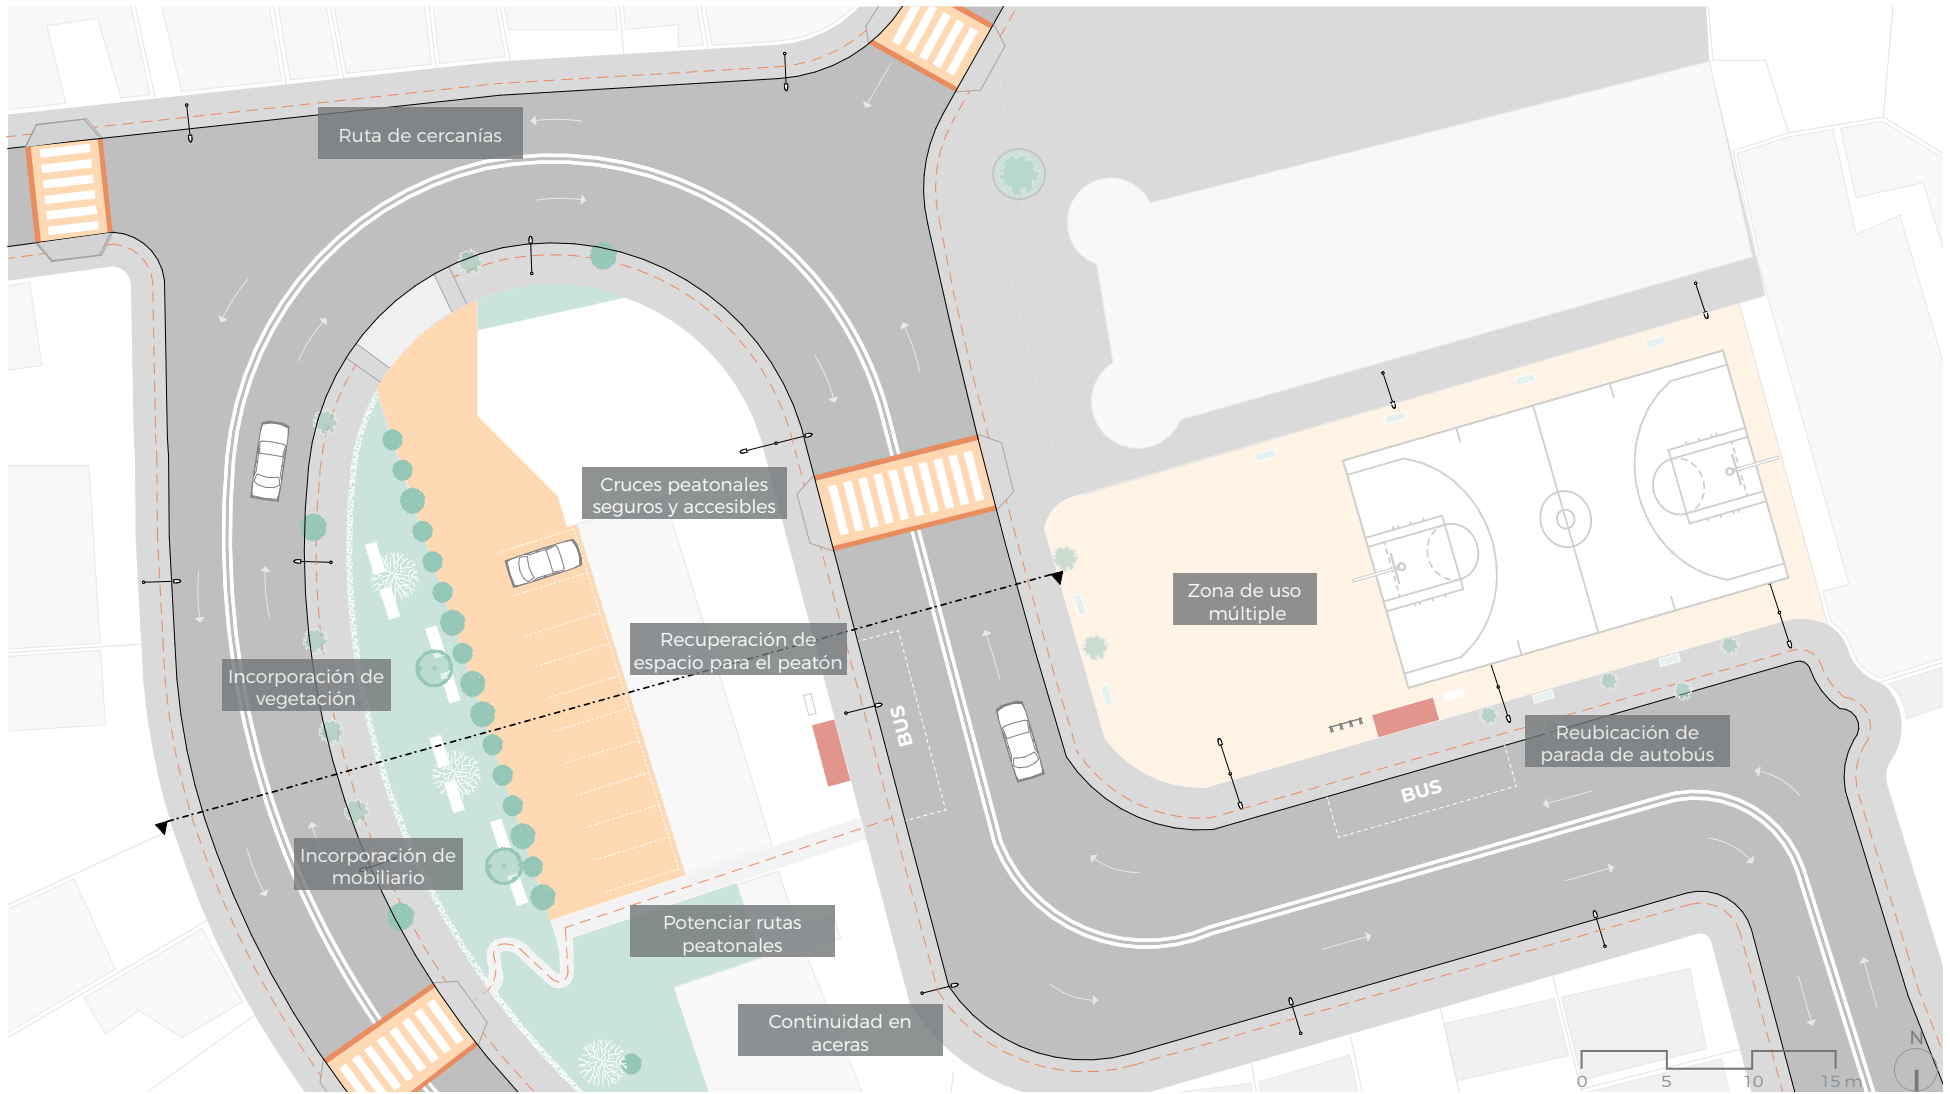 Ruta de cercanías
Cruces peatonales
seguros y accesibles
Zona de uso
múltiple
Recuperación de
espacio para el peatón
Incorporación de
vegetación
BUS
Reubicación de
parada de autobús
BUS
Incorporación de
mobiliario
Potenciar rutas
peatonales
Continuidad en
aceras
N
0 5 10 15 m